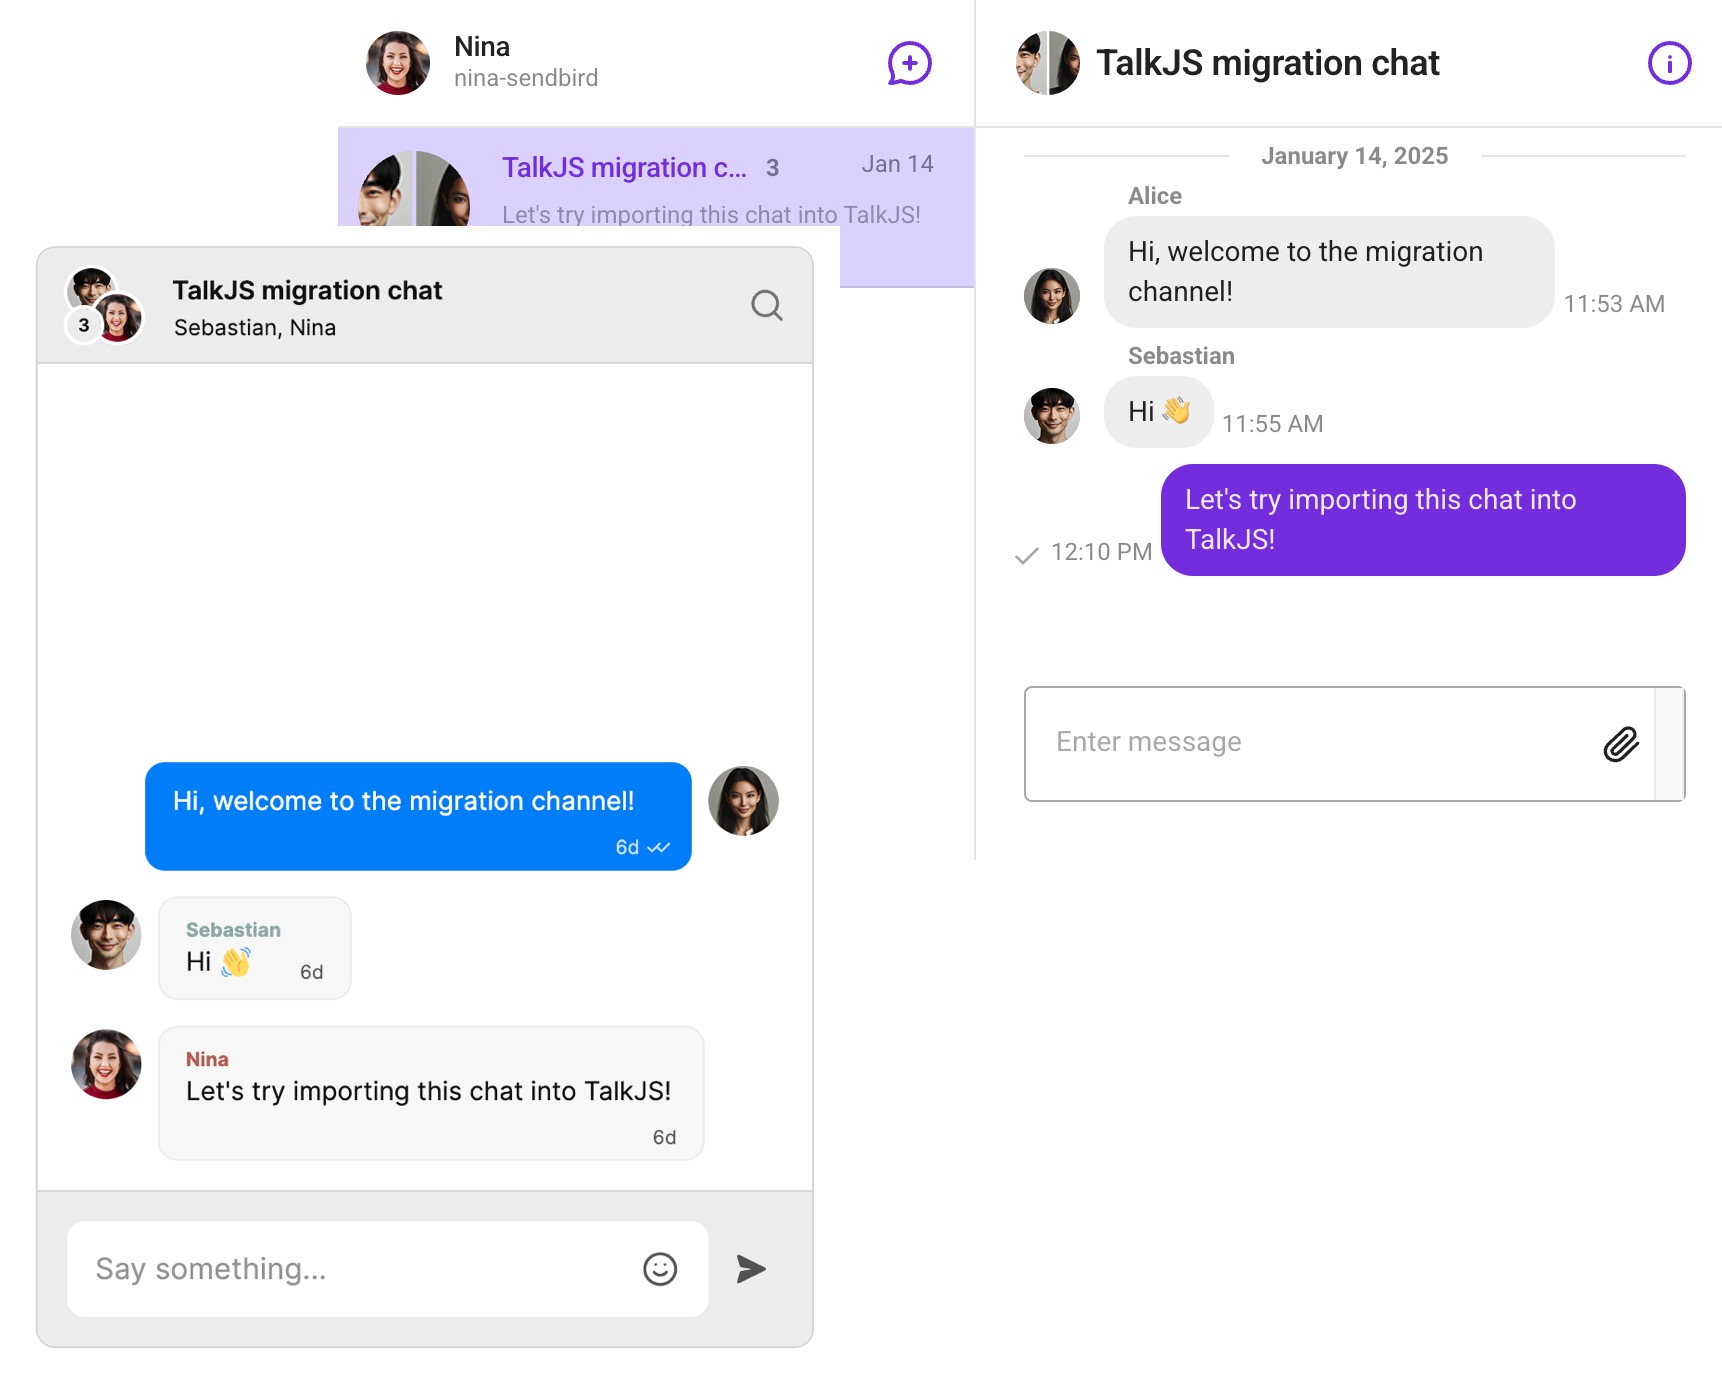 Nina
nina-sendbird
TalkJS migration c... 3 Jan 14
Let's try importing this chat into TalkJS!
TalkJS migration chat
January 14, 2025
Alice
Hi, welcome to the migration
channel!
11:53 AM
Sebastian
Hi 👋
11:55 AM
Let's try importing this chat into
TalkJS!
12:10 PM
Enter message
3
TalkJS migration chat
Sebastian, Nina
Hi, welcome to the migration channel!
6d
Sebastian
Hi 👋
6d
Nina
Let's try importing this chat into TalkJS!
6d
Say something...